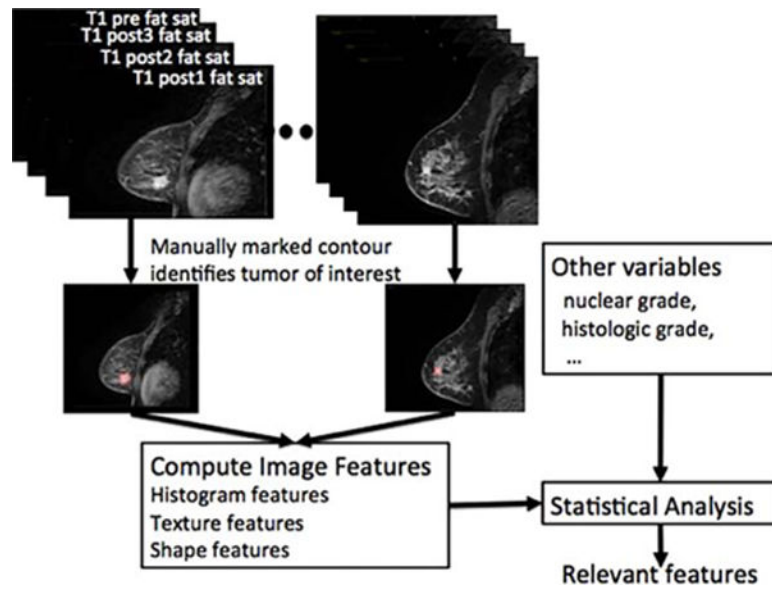 T1 pre fat sat
T1 post3 fat sat
T1 post2 fat sat
T1 post1 fat sat
Manually marked contour
identifies tumor of interest
Other variables
nuclear grade,
histologic grade,
...
Compute Image Features
Histogram features
Texture features
Shape features
Statistical Analysis
Relevant features